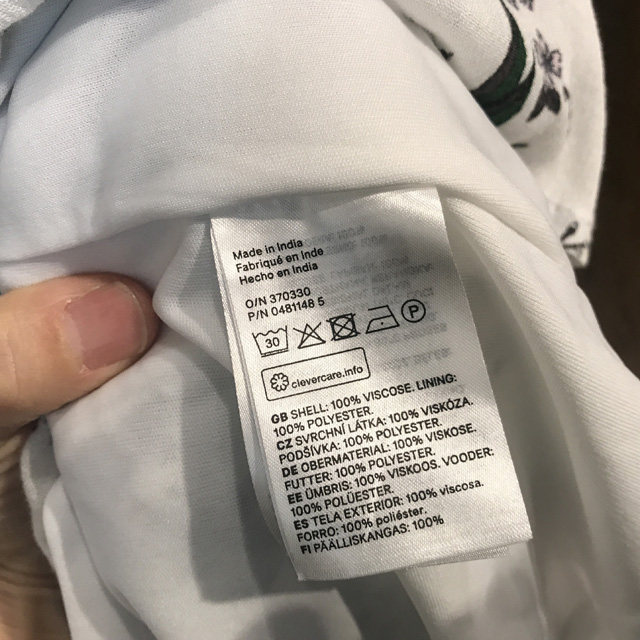 Made in India
Fabriqué en Inde
Hecho en India
O/N 370330
P/N 0481148 5
30
P
clevercare.info
GB SHELL: 100% VISCOSE. LINING:
100% POLYESTER.
CZ SVRCHNÍ LÁTKA: 100% VISKÓZA.
PODŠÍVKA: 100% POLYESTER.
DE OBERMATERIAL: 100% VISKOSE.
FUTTER: 100% POLYESTER.
EE ÜMBRIS: 100% VISKOOS. VOODER:
100% POLÜESTER.
ES TELA EXTERIOR: 100% viscosa.
FORRO: 100% poliéster.
FI PÄÄLLISKANGAS: 100%